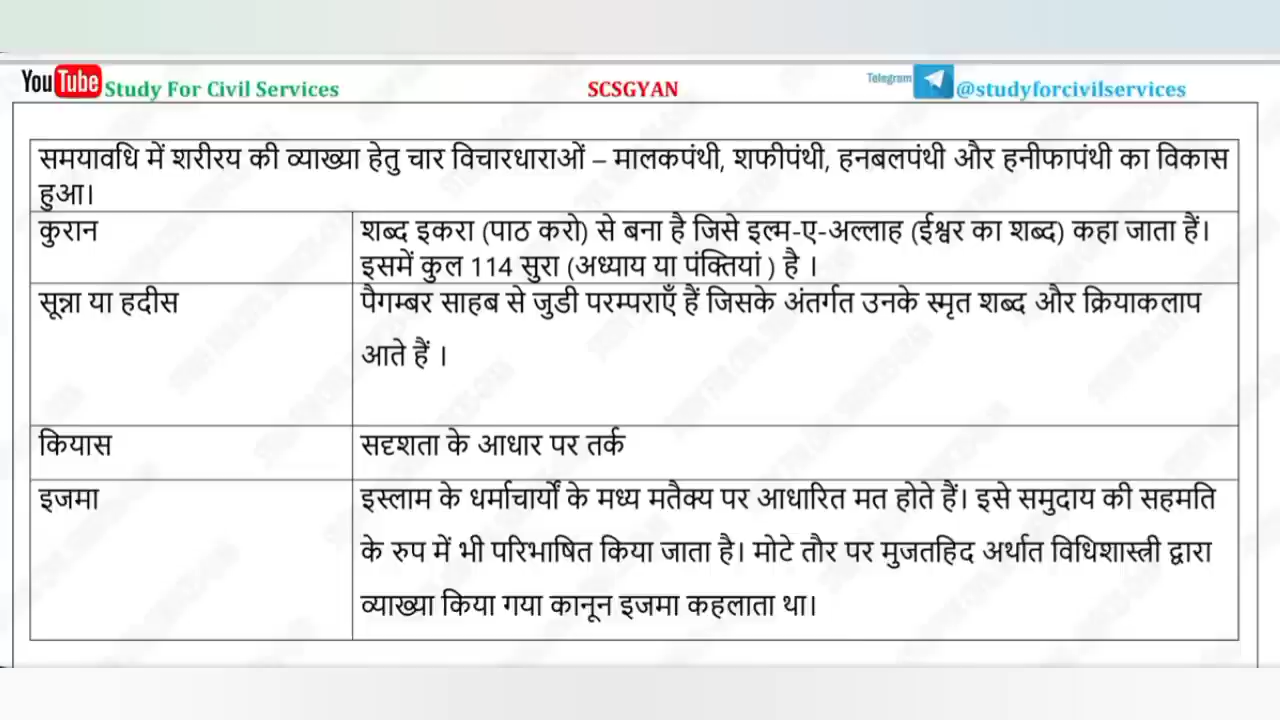 YouTube Study For Civil Services SCSGYAN Telegram @studyforcivilservices
समयावधि में शरीरय की व्याख्या हेतु चार विचारधाराओं – मालकपंथी, शफीपंथी, हनबलपंथी और हनीफापंथी का विकास
हुआ।
कुरान शब्द इकरा (पाठ करो) से बना है जिसे इल्म-ए-अल्लाह (ईश्वर का शब्द) कहा जाता हैं।
इसमें कुल 114 सुरा (अध्याय या पंक्तियां ) है ।
सून्ना या हदीस पैगम्बर साहब से जुडी परम्पराएँ हैं जिसके अंतर्गत उनके स्मृत शब्द और क्रियाकलाप
आते हैं ।
कियास सदृशता के आधार पर तर्क
इजमा इस्लाम के धर्माचार्यों के मध्य मतैक्य पर आधारित मत होते हैं। इसे समुदाय की सहमति
के रुप में भी परिभाषित किया जाता है। मोटे तौर पर मुजतहिद अर्थात विधिशास्त्री द्वारा
व्याख्या किया गया कानून इजमा कहलाता था।